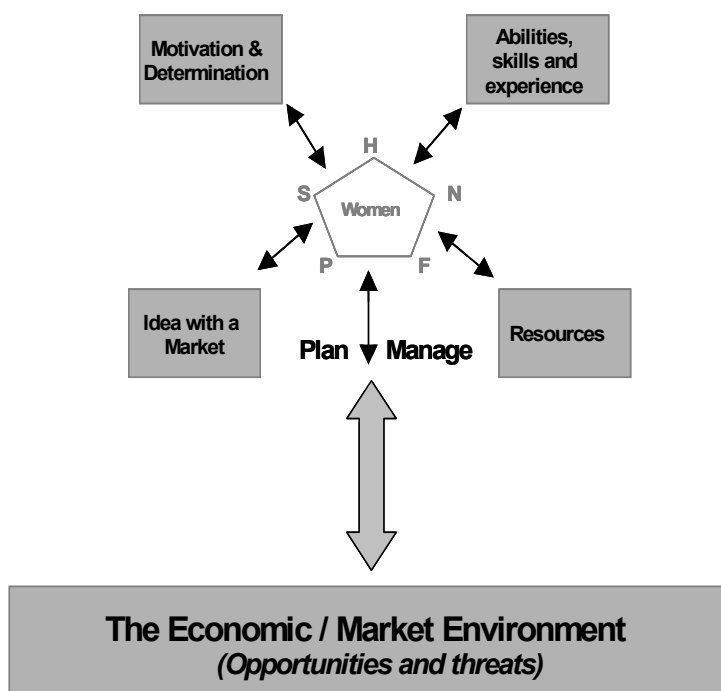 Motivation &
Determination
Abilities,
skills and
experience
H
S
N
Women
P
F
Idea with a
Market
Plan
Manage
Resources
The Economic / Market Environment
(Opportunities and threats)